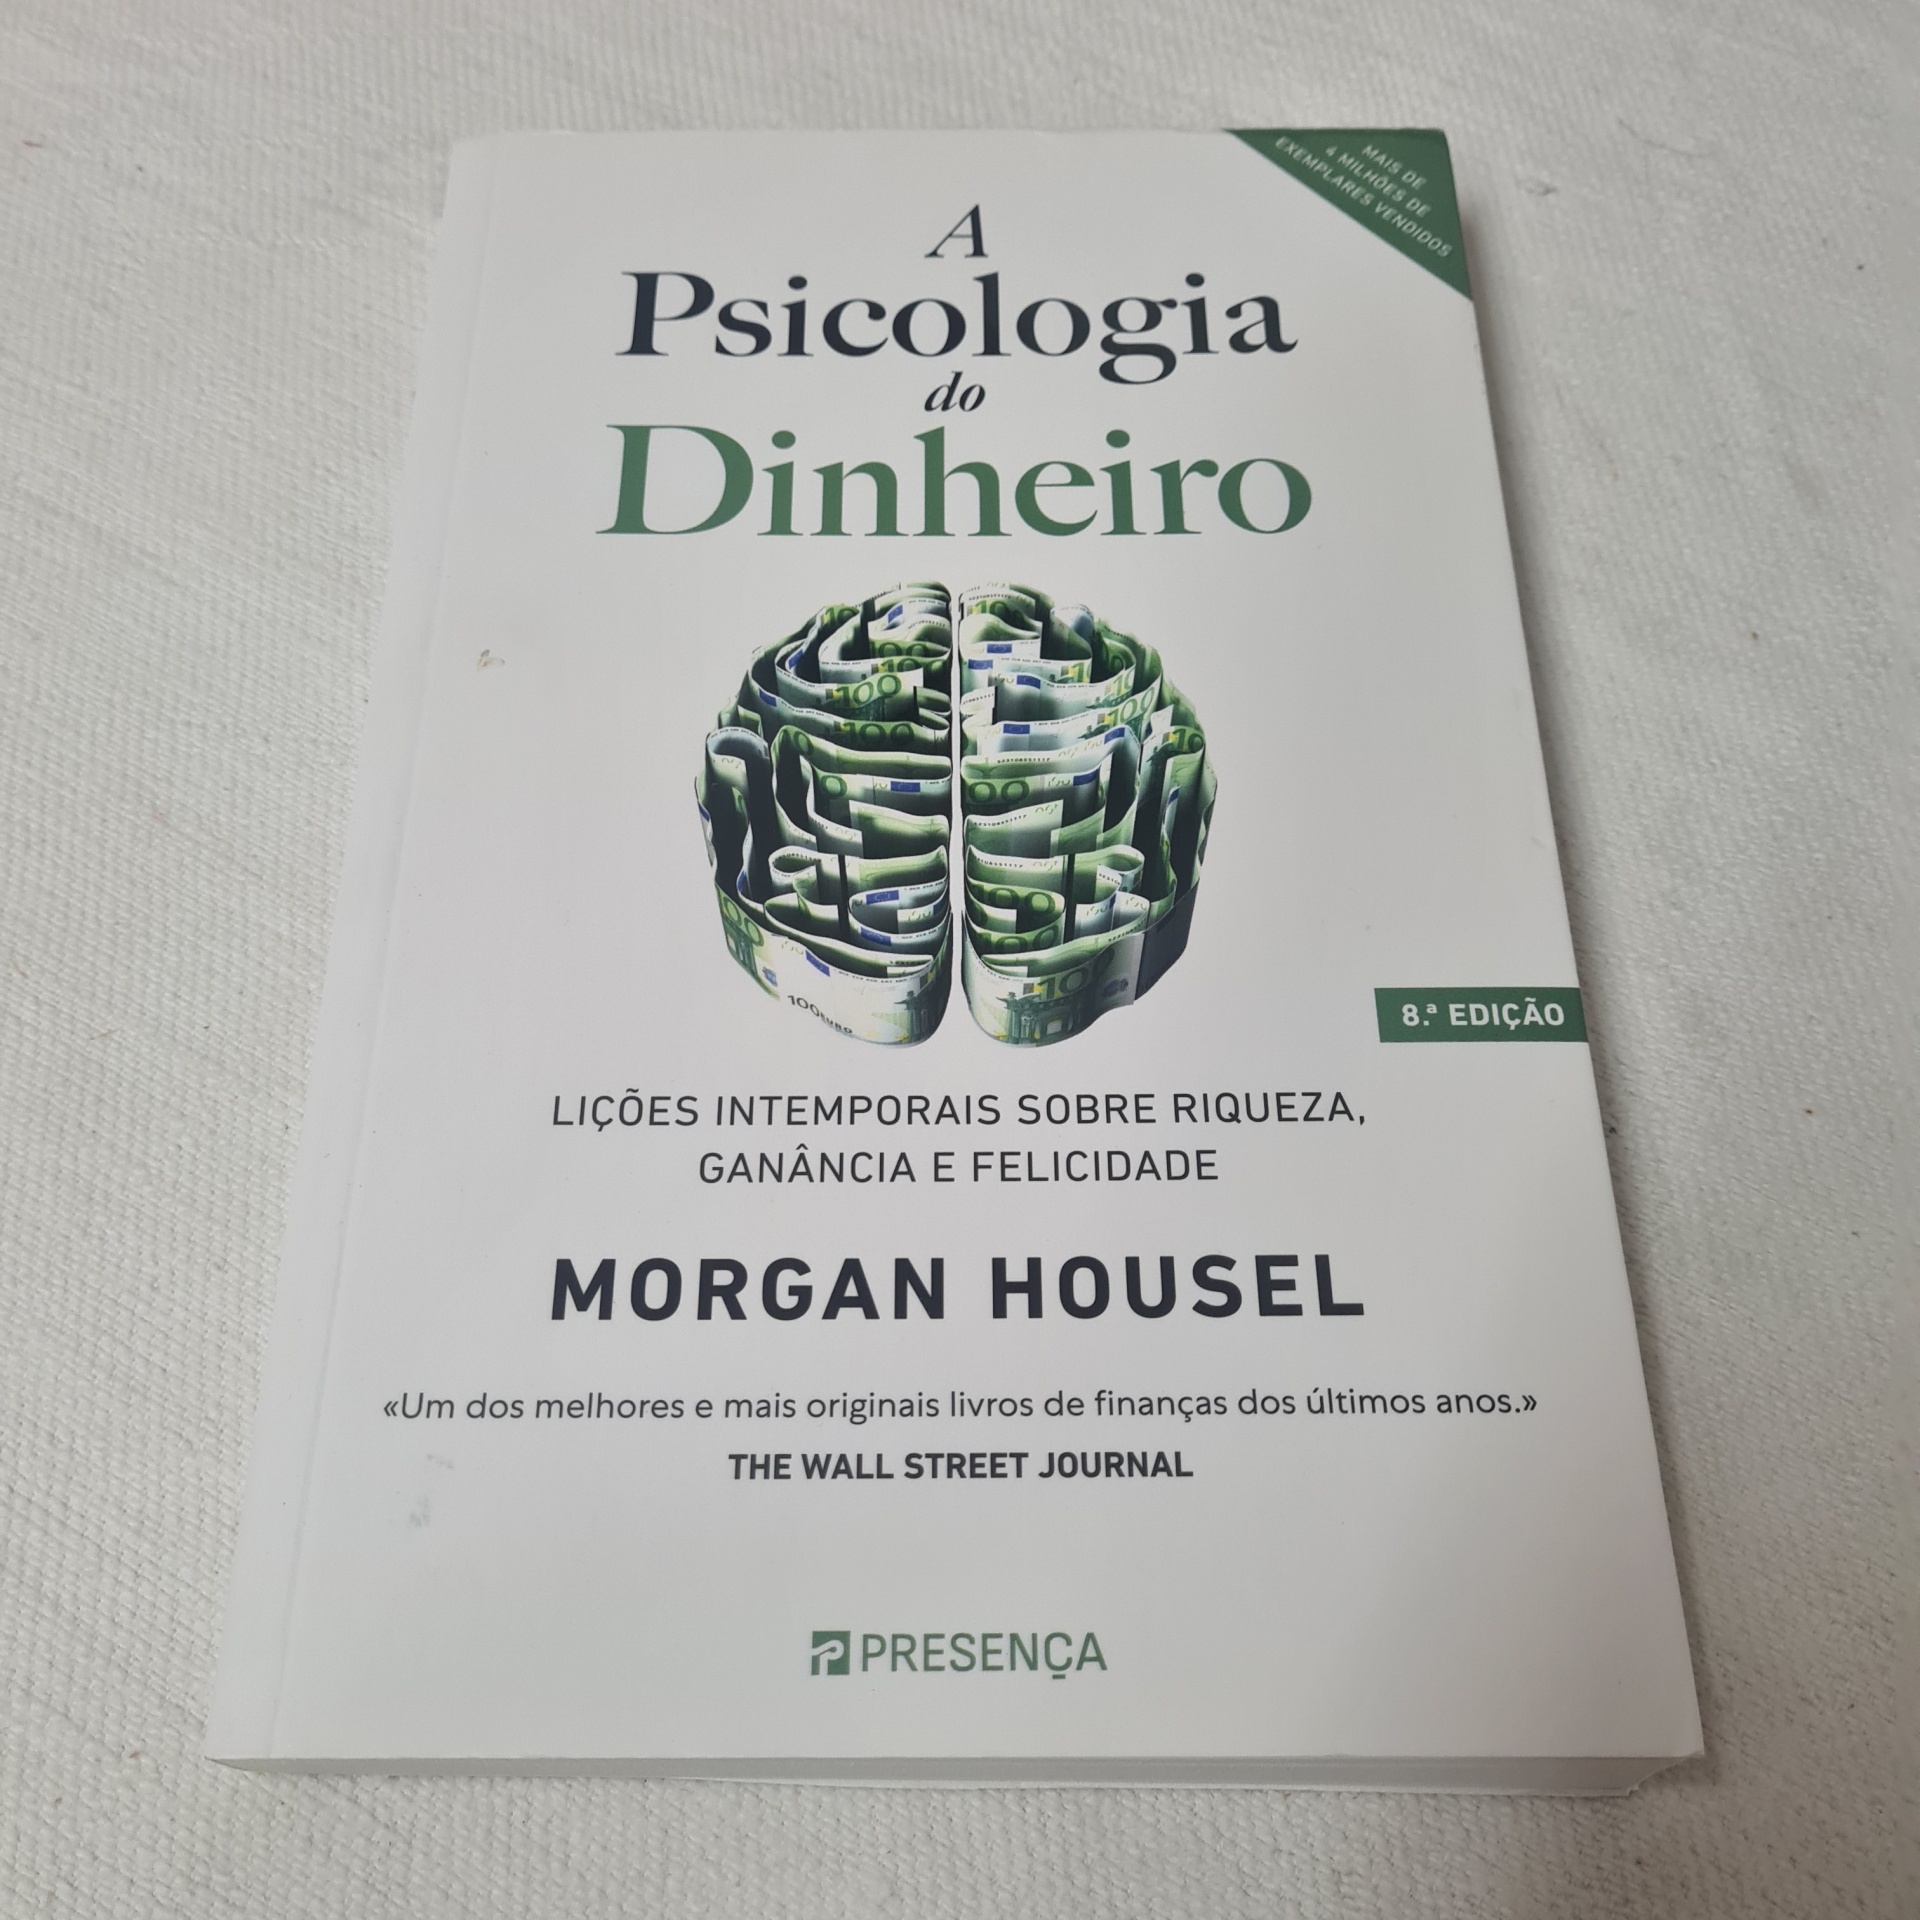 MAIS DE
4 MILHÕES DE
EXEMPLARES VENDIDOS
A
Psicologia
do
Dinheiro
8.ª EDIÇÃO
LIÇÕES INTEMPORAIS SOBRE RIQUEZA,
GANÂNCIA E FELICIDADE
MORGAN HOUSEL
«Um dos melhores e mais originais livros de finanças dos últimos anos.»
THE WALL STREET JOURNAL
PRESENÇA